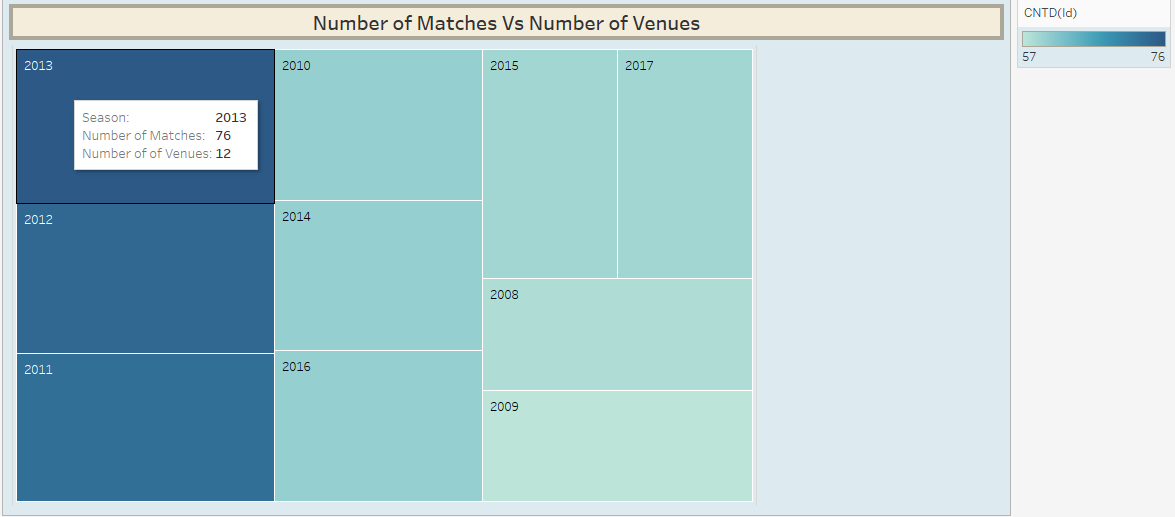 Number of Matches Vs Number of Venues
CNTD(Id)
57 76
2013
Season: 2013
Number of Matches: 76
Number of of Venues: 12
2012
2011
2010
2014
2016
2015
2017
2008
2009